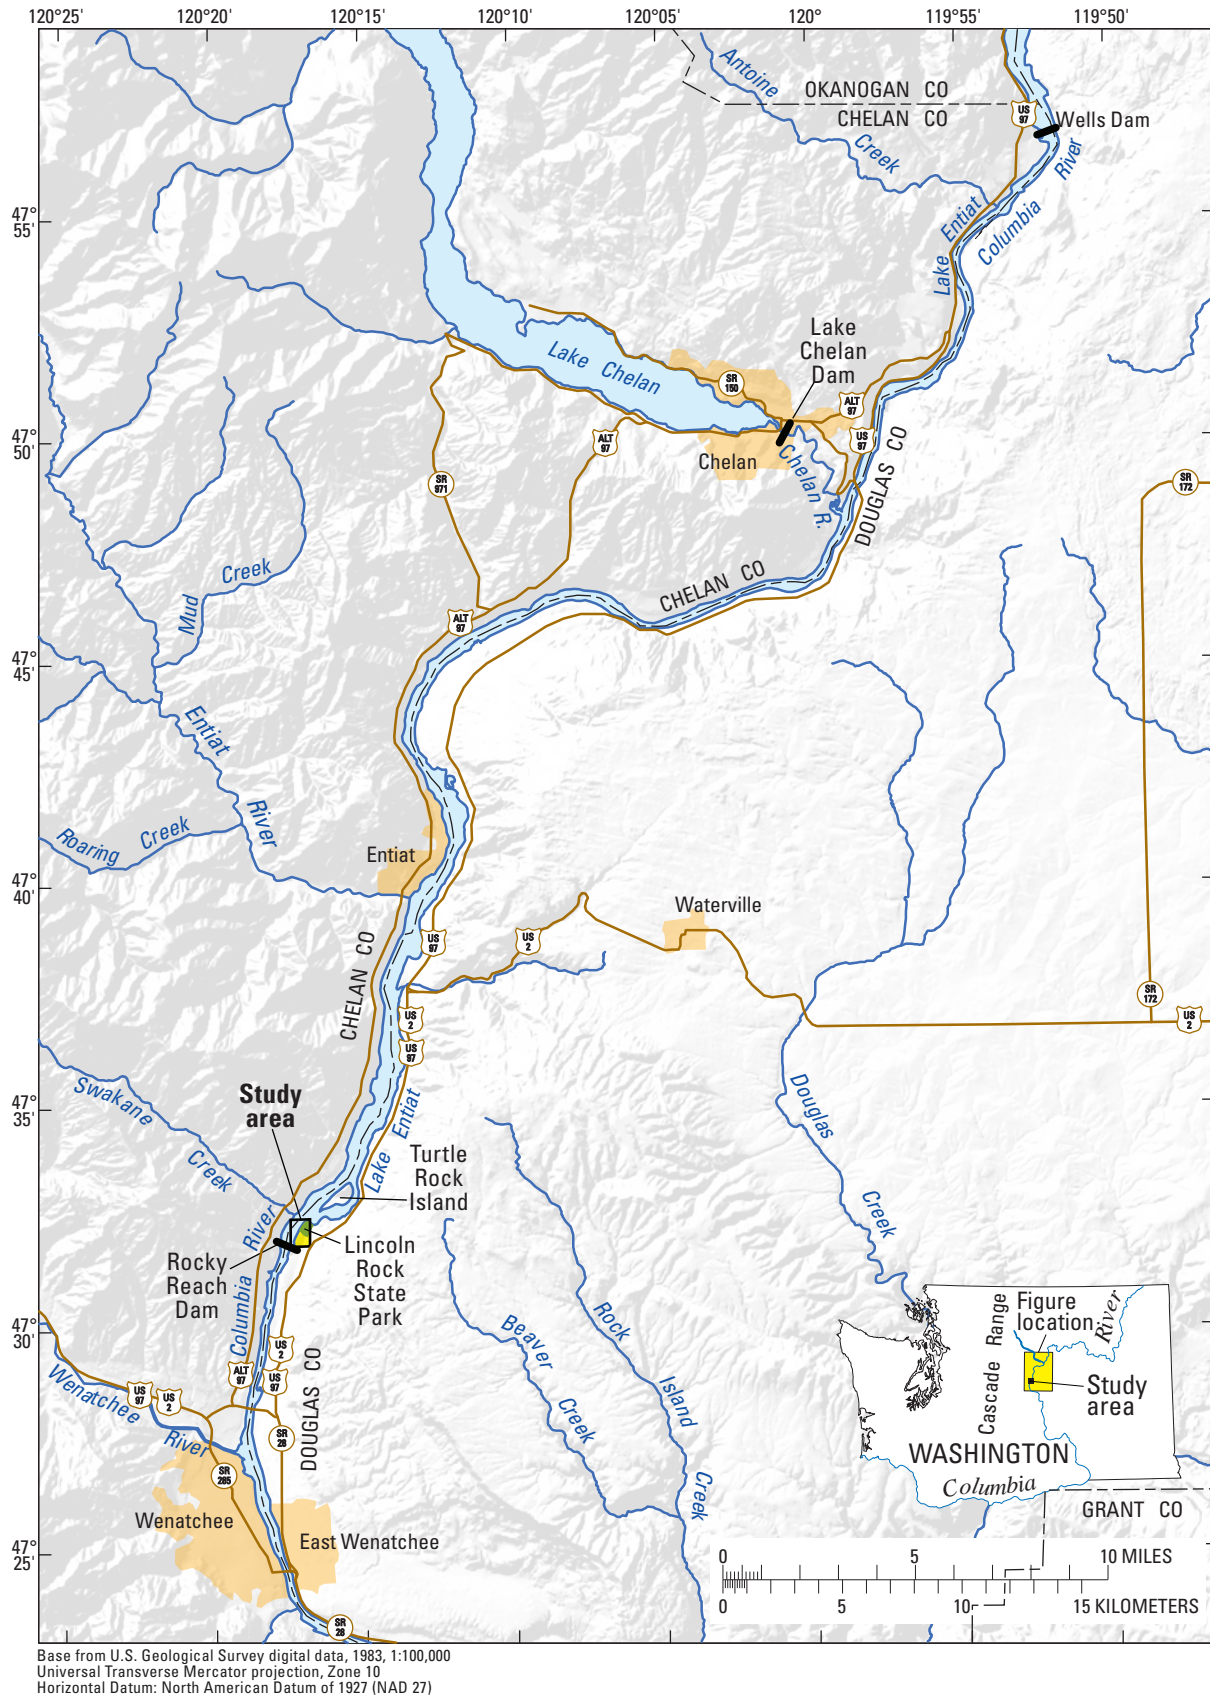 120°25'
120°20'
120°15'
120°10'
120°05'
120°
119°55'
119°50'
Antoine
Creek
OKANOGAN CO
CHELAN CO
US
97
Wells Dam
River
Columbia
Entiat
Lake
47°
55'
Lake
Chelan
Dam
Lake Chelan
SR
150
ALT
97
US
97
ALT
97
47°
50'
Chelan
Chelan R.
DOUGLAS CO
SR
971
SR
172
Creek
Mud
CHELAN CO
ALT
97
47°
45'
Entiat
River
Roaring
Creek
Entiat
47°
40'
Waterville
US
97
US
2
CHELAN CO
SR
172
US
2
US
2
US
97
Swakane
Creek
Study
area
47°
35'
Lake Entiat
Douglas
Creek
Turtle
Rock
Island
River
Columbia
Rocky
Reach
Dam
Lincoln
Rock
State
Park
47°
30'
Rock
Island
Creek
Beaver
Creek
US
2
US
97
ALT
97
DOUGLAS CO
US
97
US
2
Wenatchee
River
SR
28
SR
285
Wenatchee
East Wenatchee
47°
25'
SR
28
Figure
location
River
Cascade Range
Study
area
WASHINGTON
Columbia
GRANT CO
0 5 10 MILES
0 5 10 15 KILOMETERS
Base from U.S. Geological Survey digital data, 1983, 1:100,000
Universal Transverse Mercator projection, Zone 10
Horizontal Datum: North American Datum of 1927 (NAD 27)